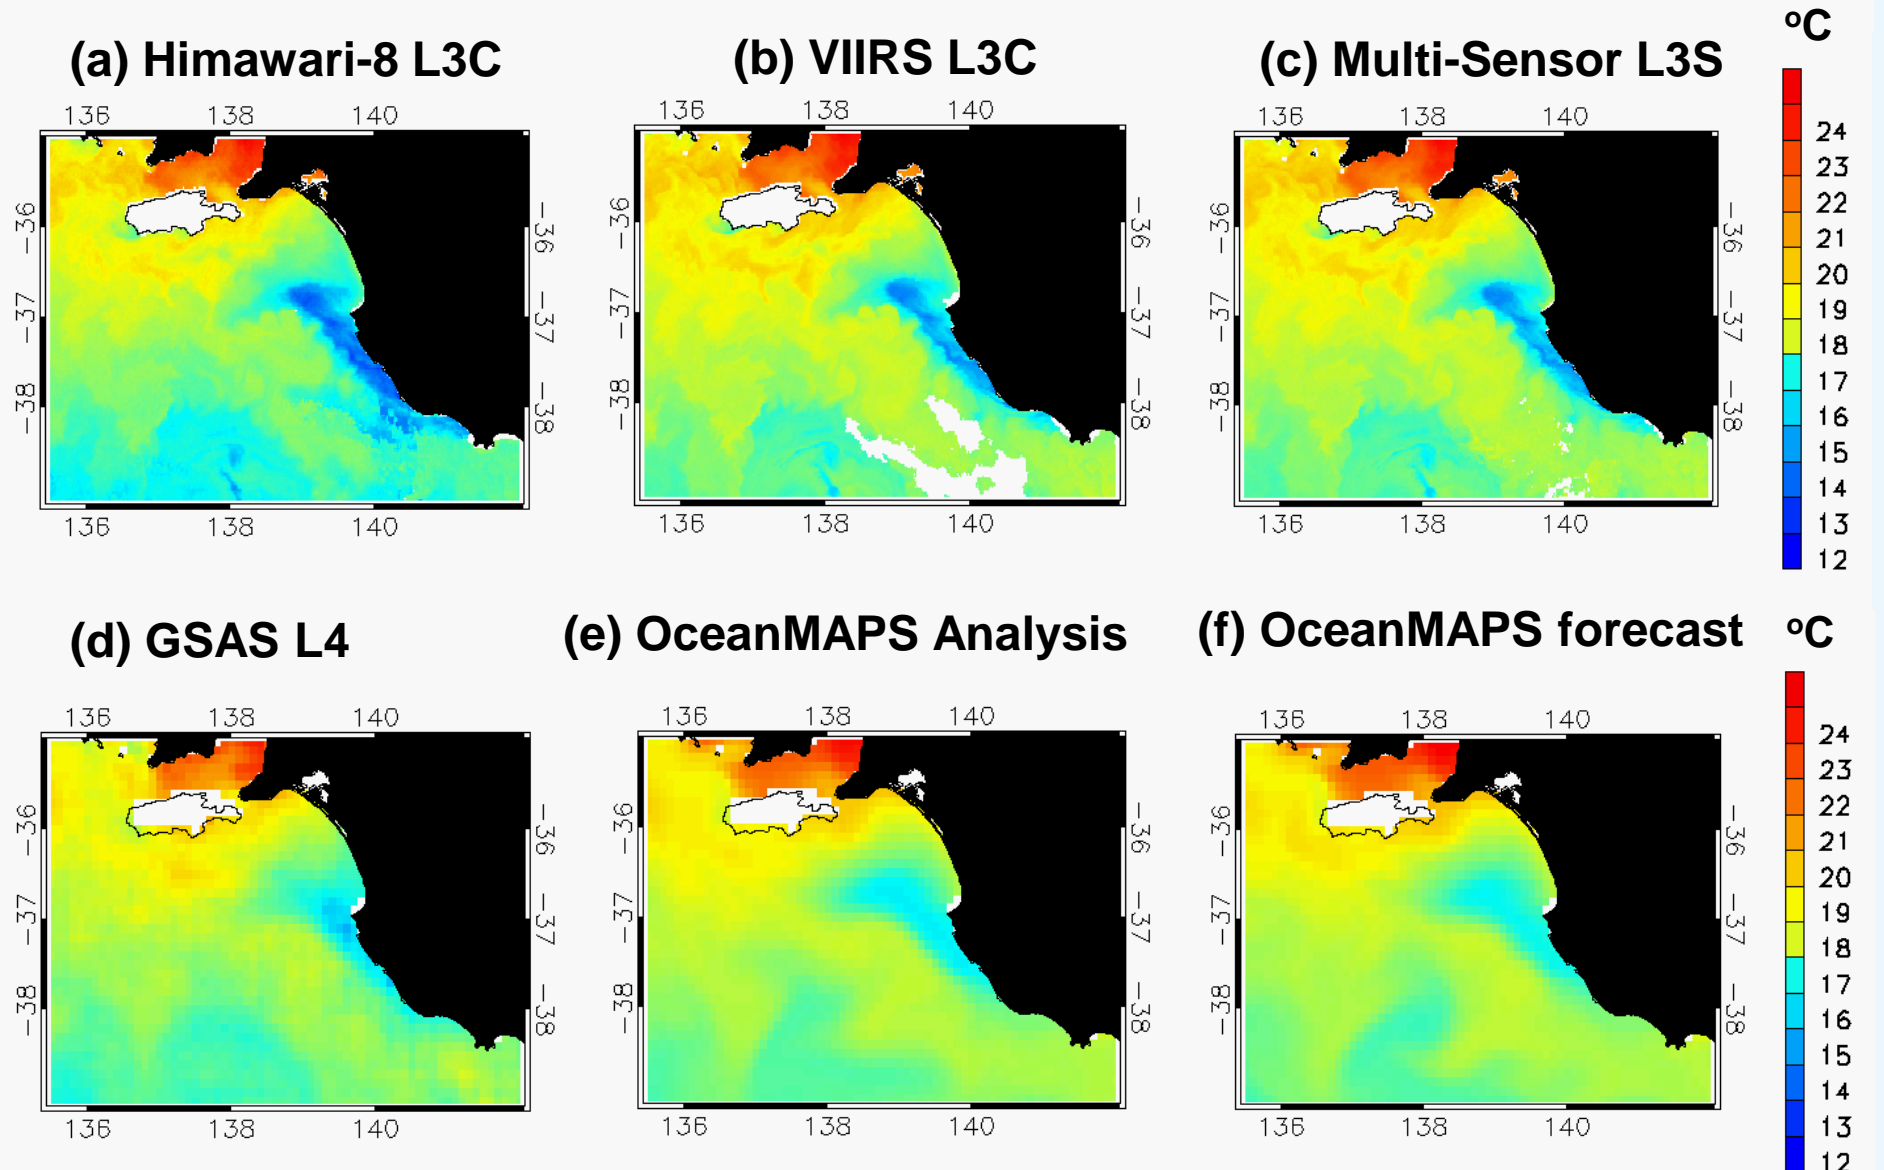 °C
(a) Himawari-8 L3C (b) VIIRS L3C (c) Multi-Sensor L3S
136 138 140 136 138 140 136 138 140
24
23
22
21
20
19
18
17
16
15
14
13
12
-36 -36 -36 -36 -36 -36
-37 -37 -37 -37 -37 -37
-38 -38 -38 -38 -38 -38
136 138 140 136 138 140 136 138 140
(d) GSAS L4 (e) OceanMAPS Analysis (f) OceanMAPS forecast °C
136 138 140 136 138 140 136 138 140
24
23
22
21
20
19
18
17
16
15
14
13
12
-36 -36 -36 -36 -36 -36
-37 -37 -37 -37 -37 -37
-38 -38 -38 -38 -38 -38
136 138 140 136 138 140 136 138 140